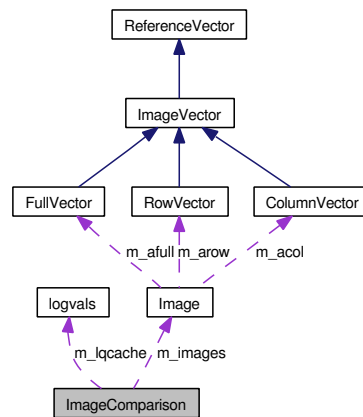 ReferenceVector
ImageVector
FullVector RowVector ColumnVector
m_afull m_arow m_acol
logvals Image
m_lqcache m_images
ImageComparison